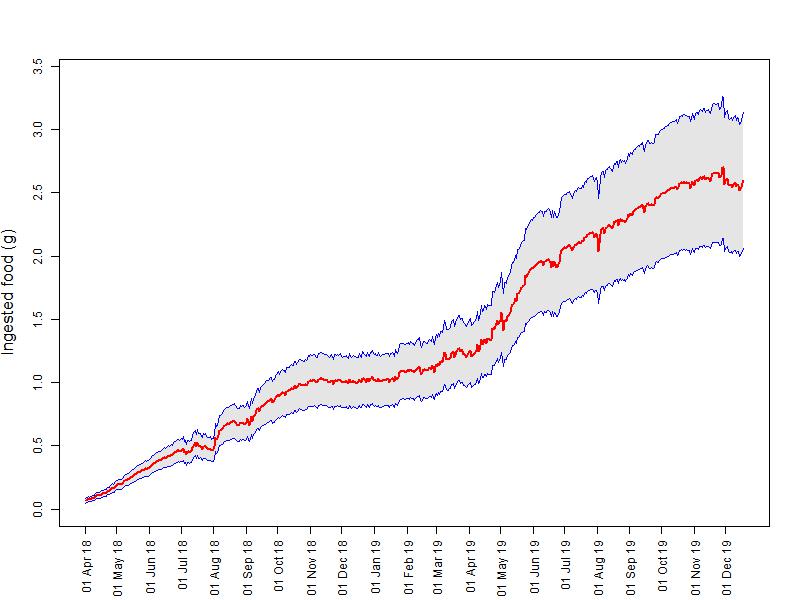 Ingested food (g)
3.5
3.0
2.5
2.0
1.5
1.0
0.5
0.0
01 Apr 18
01 May 18
01 Jun 18
01 Jul 18
01 Aug 18
01 Sep 18
01 Oct 18
01 Nov 18
01 Dec 18
01 Jan 19
01 Feb 19
01 Mar 19
01 Apr 19
01 May 19
01 Jun 19
01 Jul 19
01 Aug 19
01 Sep 19
01 Oct 19
01 Nov 19
01 Dec 19